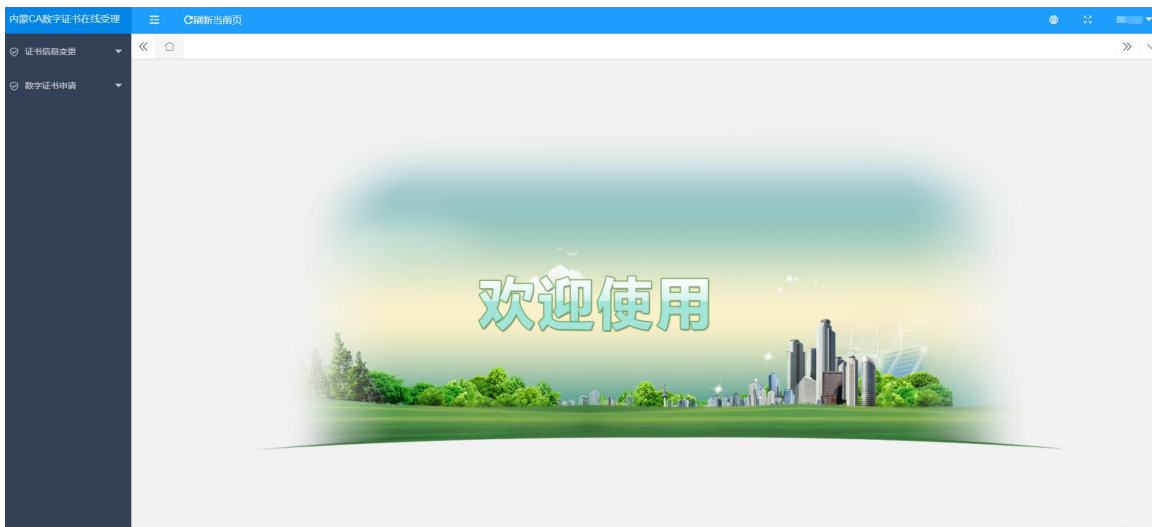 内蒙CA数字证书在线受理
刷新当前页
证书信息变更
数字证书申请
欢迎使用